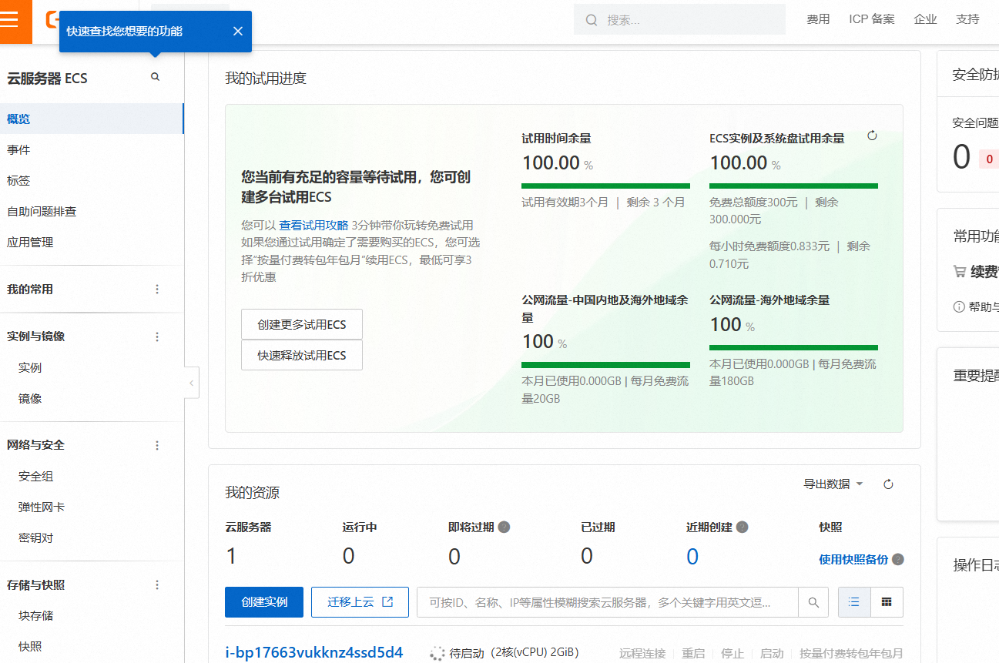 快速查找您想要的功能
搜索...
费用
ICP 备案
企业
支持
云服务器 ECS
概览
事件
标签
自助问题排查
应用管理
我的常用
实例与镜像
实例
镜像
网络与安全
安全组
弹性网卡
密钥对
存储与快照
块存储
快照
我的试用进度
您当前有充足的容量等待试用，您可创
建多台试用ECS
您可以 查看试用攻略 3分钟带你玩转免费试用
如果您通过试用确定了需要购买的ECS，您可选
择“按量付费转包年包月”续用ECS，最低可享3
折优惠
创建更多试用ECS
快速释放试用ECS
试用时间余量
100.00 %
试用有效期3个月 | 剩余 3 个月
ECS实例及系统盘试用余量
100.00 %
免费总额度300元 | 剩余
300.000元
每小时免费额度0.833元 | 剩余
0.710元
公网流量-中国内地及海外地域余
量
100 %
本月已使用0.000GB | 每月免费流
量20GB
公网流量-海外地域余量
100 %
本月已使用0.000GB | 每月免费流
量180GB
我的资源
导出数据
云服务器
1
运行中
0
即将过期
0
已过期
0
近期创建
0
快照
使用快照备份
创建实例
迁移上云
可按ID、名称、IP等属性模糊搜索云服务器，多个关键字用英文逗...
i-bp17663vukknz4ssd5d4
待启动（2核(vCPU) 2GiB）
远程连接
重启
停止
启动
按量付费转包年包月
安全防护
安全问题
0
0
常用功能
续费
帮助与
重要提醒
操作日志